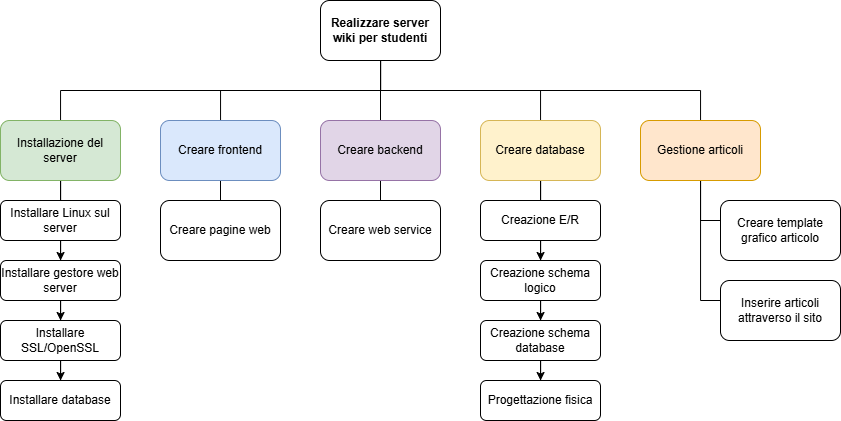 Realizzare server
wiki per studenti
Installazione del
server
Creare frontend
Creare backend
Creare database
Gestione articoli
Installare Linux sul
server
Creare pagine web
Creare web service
Creazione E/R
Creare template
grafico articolo
Installare gestore web
server
Creazione schema
logico
Inserire articoli
attraverso il sito
Installare
SSL/OpenSSL
Creazione schema
database
Installare database
Progettazione fisica